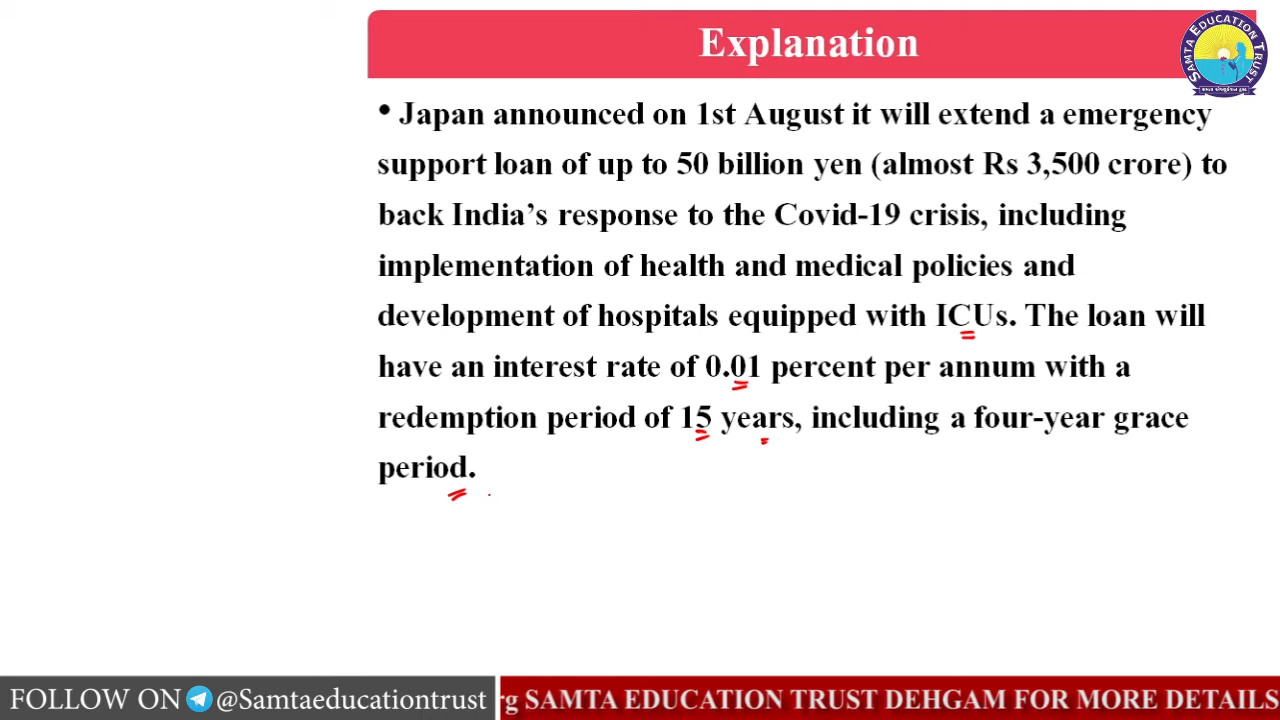 Explanation
SAMTA EDUCATION TRUST
• Japan announced on 1st August it will extend a emergency
support loan of up to 50 billion yen (almost Rs 3,500 crore) to
back India’s response to the Covid-19 crisis, including
implementation of health and medical policies and
development of hospitals equipped with ICUs. The loan will
have an interest rate of 0.01 percent per annum with a
redemption period of 15 years, including a four-year grace
period.
FOLLOW ON @Samtaeducationtrust
rg SAMTA EDUCATION TRUST DEHGAM FOR MORE DETAILS